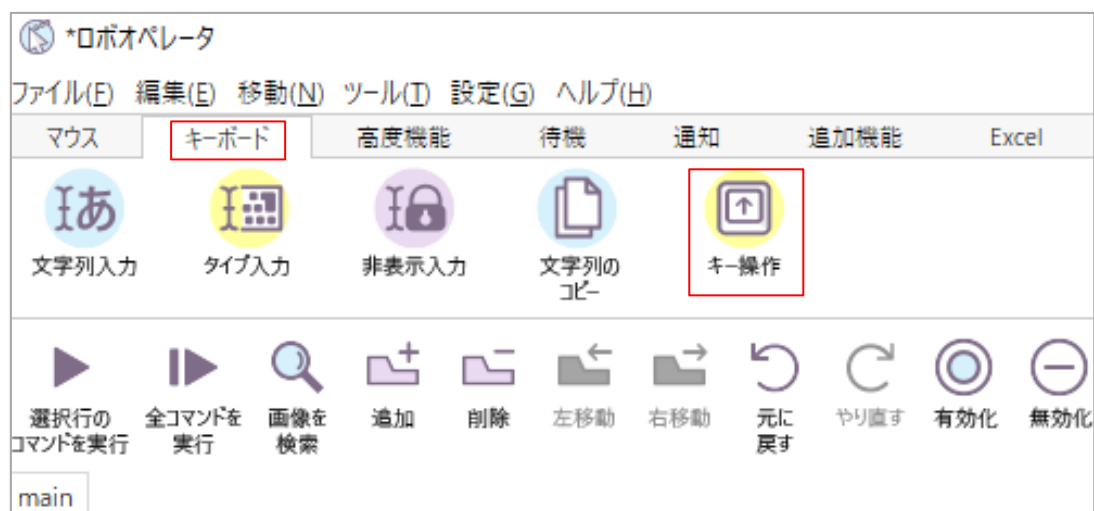 *ロボオペレータ
ファイル(F) 編集(E) 移動(N) ツール(T) 設定(G) ヘルプ(H)
マウス キーボード 高度機能 待機 通知 追加機能 Excel
あ
文字列入力 タイプ入力 非表示入力 文字列の キー操作
コピー
選択行の 全コマンドを 画像を 追加 削除 左移動 右移動 元に やり直す 有効化 無効化
コマンドを実行 実行 検索 戻す
main